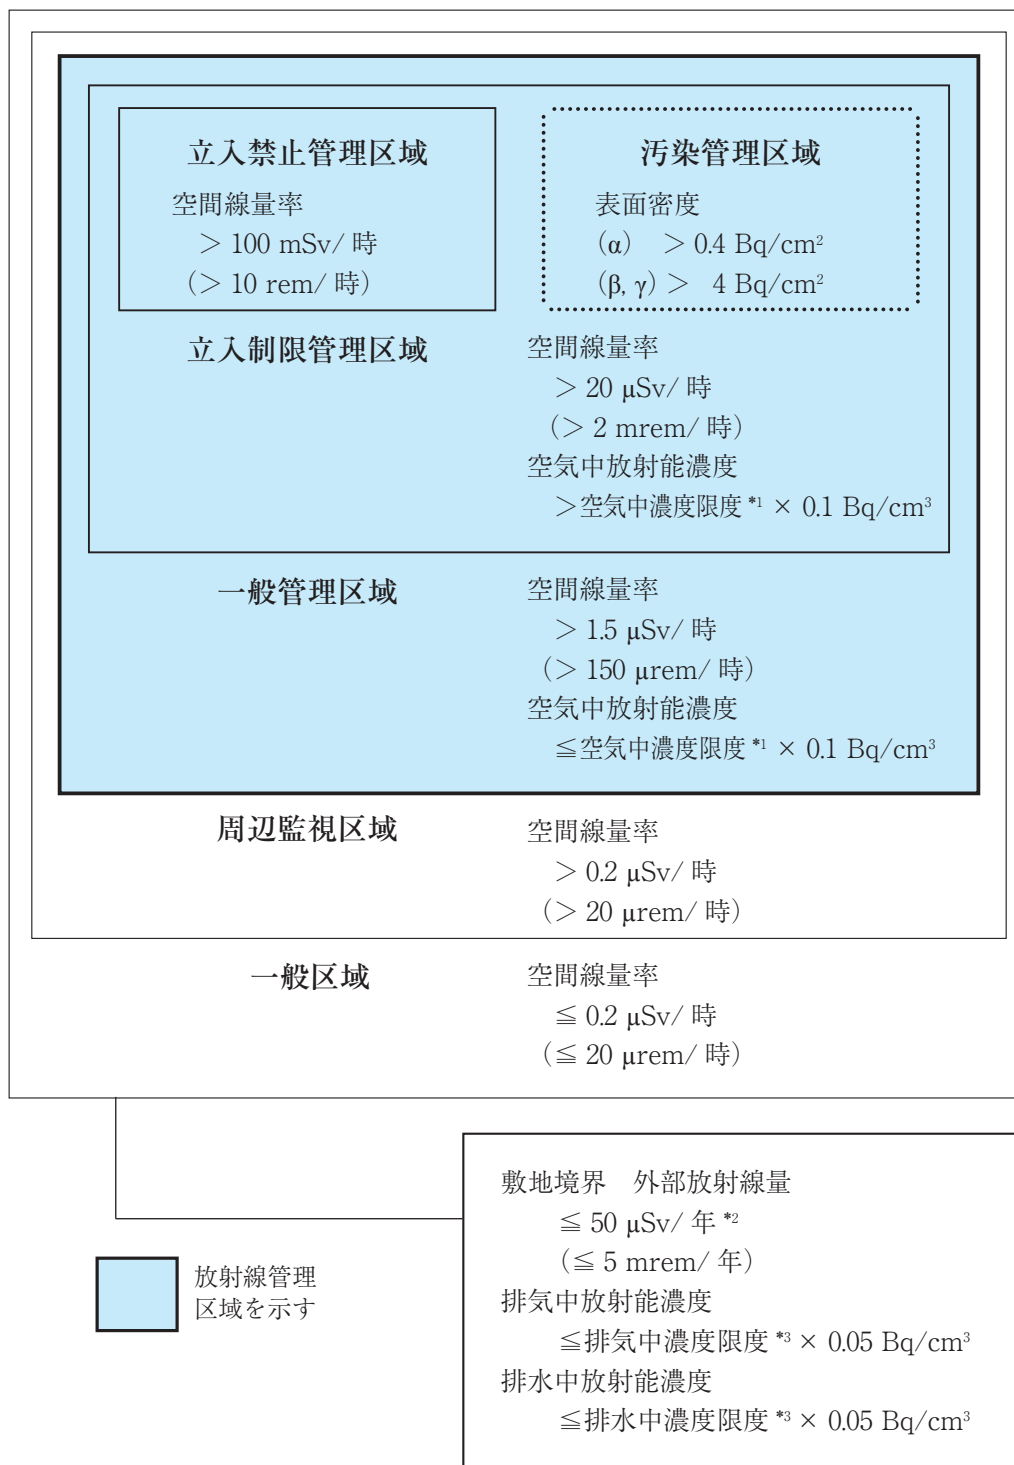 立入禁止管理区域
空間線量率
> 100 mSv/ 時
(> 10 rem/ 時)
汚染管理区域
表面密度
(α) > 0.4 Bq/cm²
(β, γ) > 4 Bq/cm²
立入制限管理区域
空間線量率
> 20 μSv/ 時
(> 2 mrem/ 時)
空気中放射能濃度
>空気中濃度限度 *1 × 0.1 Bq/cm³
一般管理区域
空間線量率
> 1.5 μSv/ 時
(> 150 μrem/ 時)
空気中放射能濃度
≦空気中濃度限度 *1 × 0.1 Bq/cm³
周辺監視区域
空間線量率
> 0.2 μSv/ 時
(> 20 μrem/ 時)
一般区域
空間線量率
≦ 0.2 μSv/ 時
(≦ 20 μrem/ 時)
敷地境界　外部放射線量
≦ 50 μSv/ 年 *2
(≦ 5 mrem/ 年)
排気中放射能濃度
≦排気中濃度限度 *3 × 0.05 Bq/cm³
排水中放射能濃度
≦排水中濃度限度 *3 × 0.05 Bq/cm³
放射線管理
区域を示す